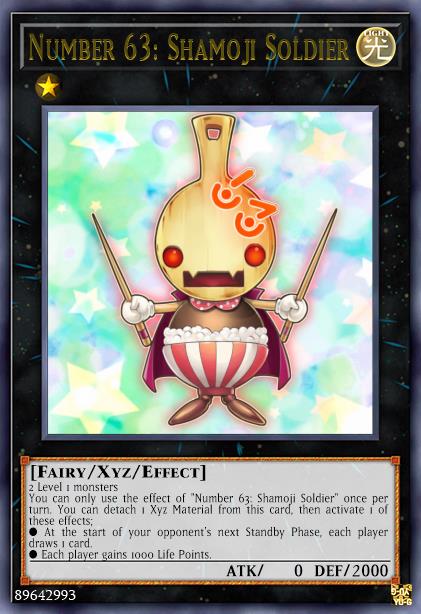 Number 63: Shamoji Soldier
LIGHT
光
63
[Fairy/Xyz/Effect]
2 Level 1 monsters
You can only use the effect of "Number 63: Shamoji Soldier" once per
turn. You can detach 1 Xyz Material from this card, then activate 1 of
these effects;
● At the start of your opponent's next Standby Phase, each player
draws 1 card.
● Each player gains 1000 Life Points.
ATK/ 0 DEF/2000
89642993